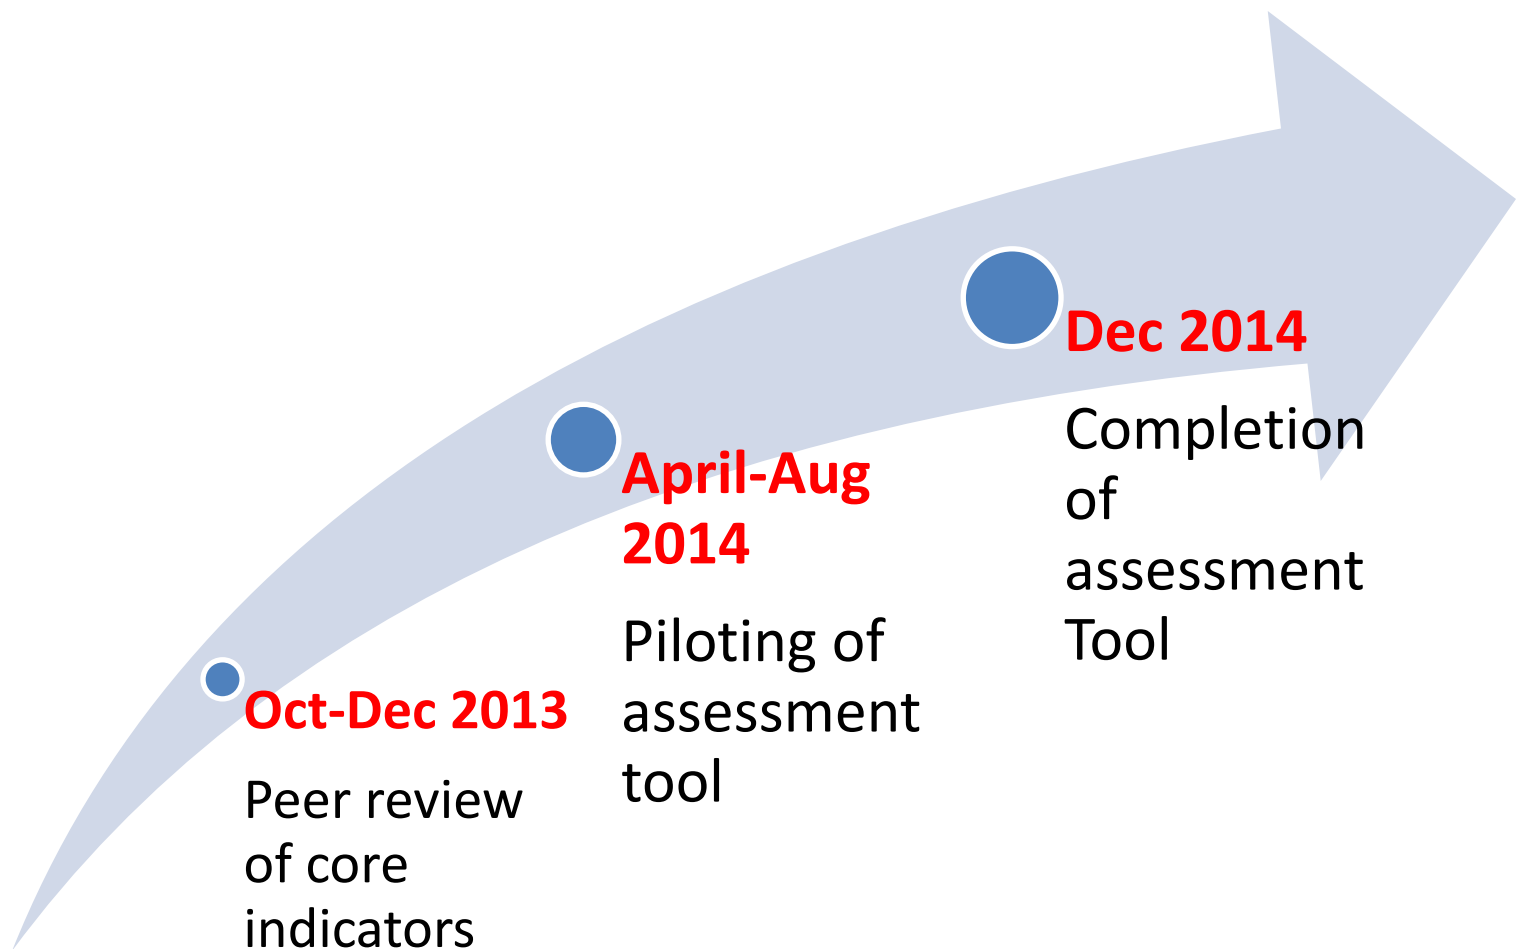 Oct-Dec 2013
Peer review
of core
indicators
April-Aug
2014
Piloting of
assessment
tool
Dec 2014
Completion
of
assessment
Tool